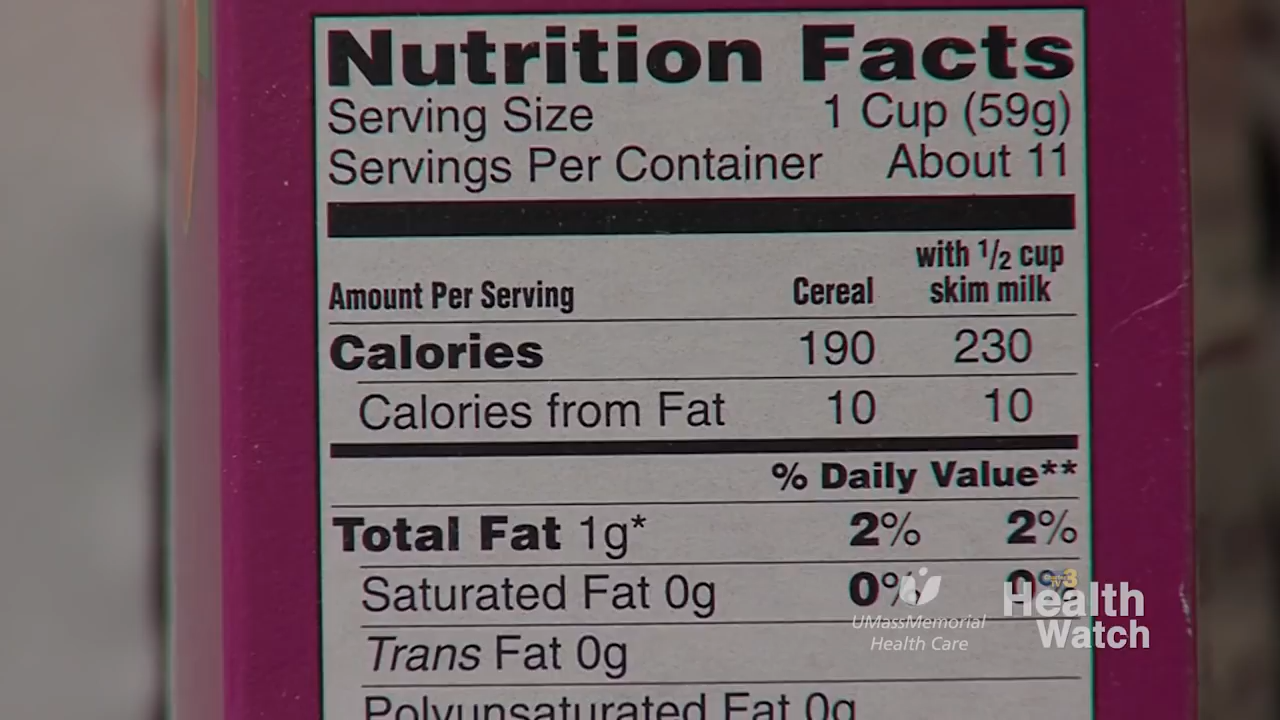 Nutrition Facts
Serving Size 1 Cup (59g)
Servings Per Container About 11
with 1/2 cup
Amount Per Serving Cereal skim milk
Calories 190 230
Calories from Fat 10 10
% Daily Value**
Total Fat 1g* 2% 2%
Saturated Fat 0g 0% 0%
Trans Fat 0g
Polyunsaturated Fat 0g
UMassMemorial
Health Care
TV3
Health
Watch